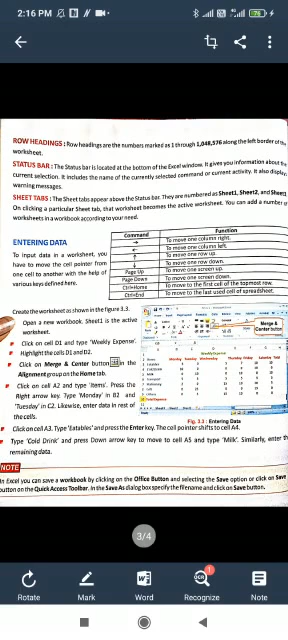 2:16 PM
ROW HEADINGS : Row headings are the numbers marked as 1 through 1,048,576 along the left border of the
worksheet.
STATUS BAR : The Status bar is located at the bottom of the Excel window. It gives you information about the
current selection. It includes the name of the currently selected command or current activity. It also display
warning messages.
SHEET TABS : The Sheet tabs appear above the Status Bar. They are numbered as Sheet1, Sheet2, and Sheet
On clicking a particular Sheet tab, that worksheet becomes the active worksheet. You can add a number of
worksheets in a workbook according to your need.
ENTERING DATA
To input data in a worksheet, you
have to move the cell pointer from
one cell to another with the help of
various keys defined here.
Command Function
→ To move one column right.
← To move one column left.
↑ To move one row up.
↓ To move one row down.
Page Up To move one screen up.
Page Down To move one screen down.
Ctrl+Home To move to the first cell of the topmost row.
Ctrl+End To move to the last used cell of spreadsheet.
Create the worksheet as shown in the figure 3.3.
Open a new workbook. Sheet1 is the active
worksheet.
Click on cell D1 and type 'Weekly Expense'.
Highlight the cells D1 and D2.
Click on Merge & Center button in the
Alignment group on the Home tab.
Click on cell A2 and type 'Items'. Press the
Right arrow key. Type 'Monday' in B2 and
'Tuesday' in C2. Likewise, enter data in rest of
the cells.
Merge &
Center button
Weekly Expense
Monday Tuesday Wednesday Thursday Friday Saturday Total
Fig. 3.3 : Entering Data
Click on cell A3. Type 'Eatables' and press the Enter key. The cell pointer shifts to cell A4.
Type 'Cold Drink' and press Down arrow key to move to cell A5 and type 'Milk'. Similarly, enter th
remaining data.
NOTE
In Excel you can save a workbook by clicking on the Office Button and selecting the Save option or click on Save
button on the Quick Access Toolbar. In the Save As dialog box specify the filename and click on Save button.
3/4
Rotate Mark Word Recognize Note